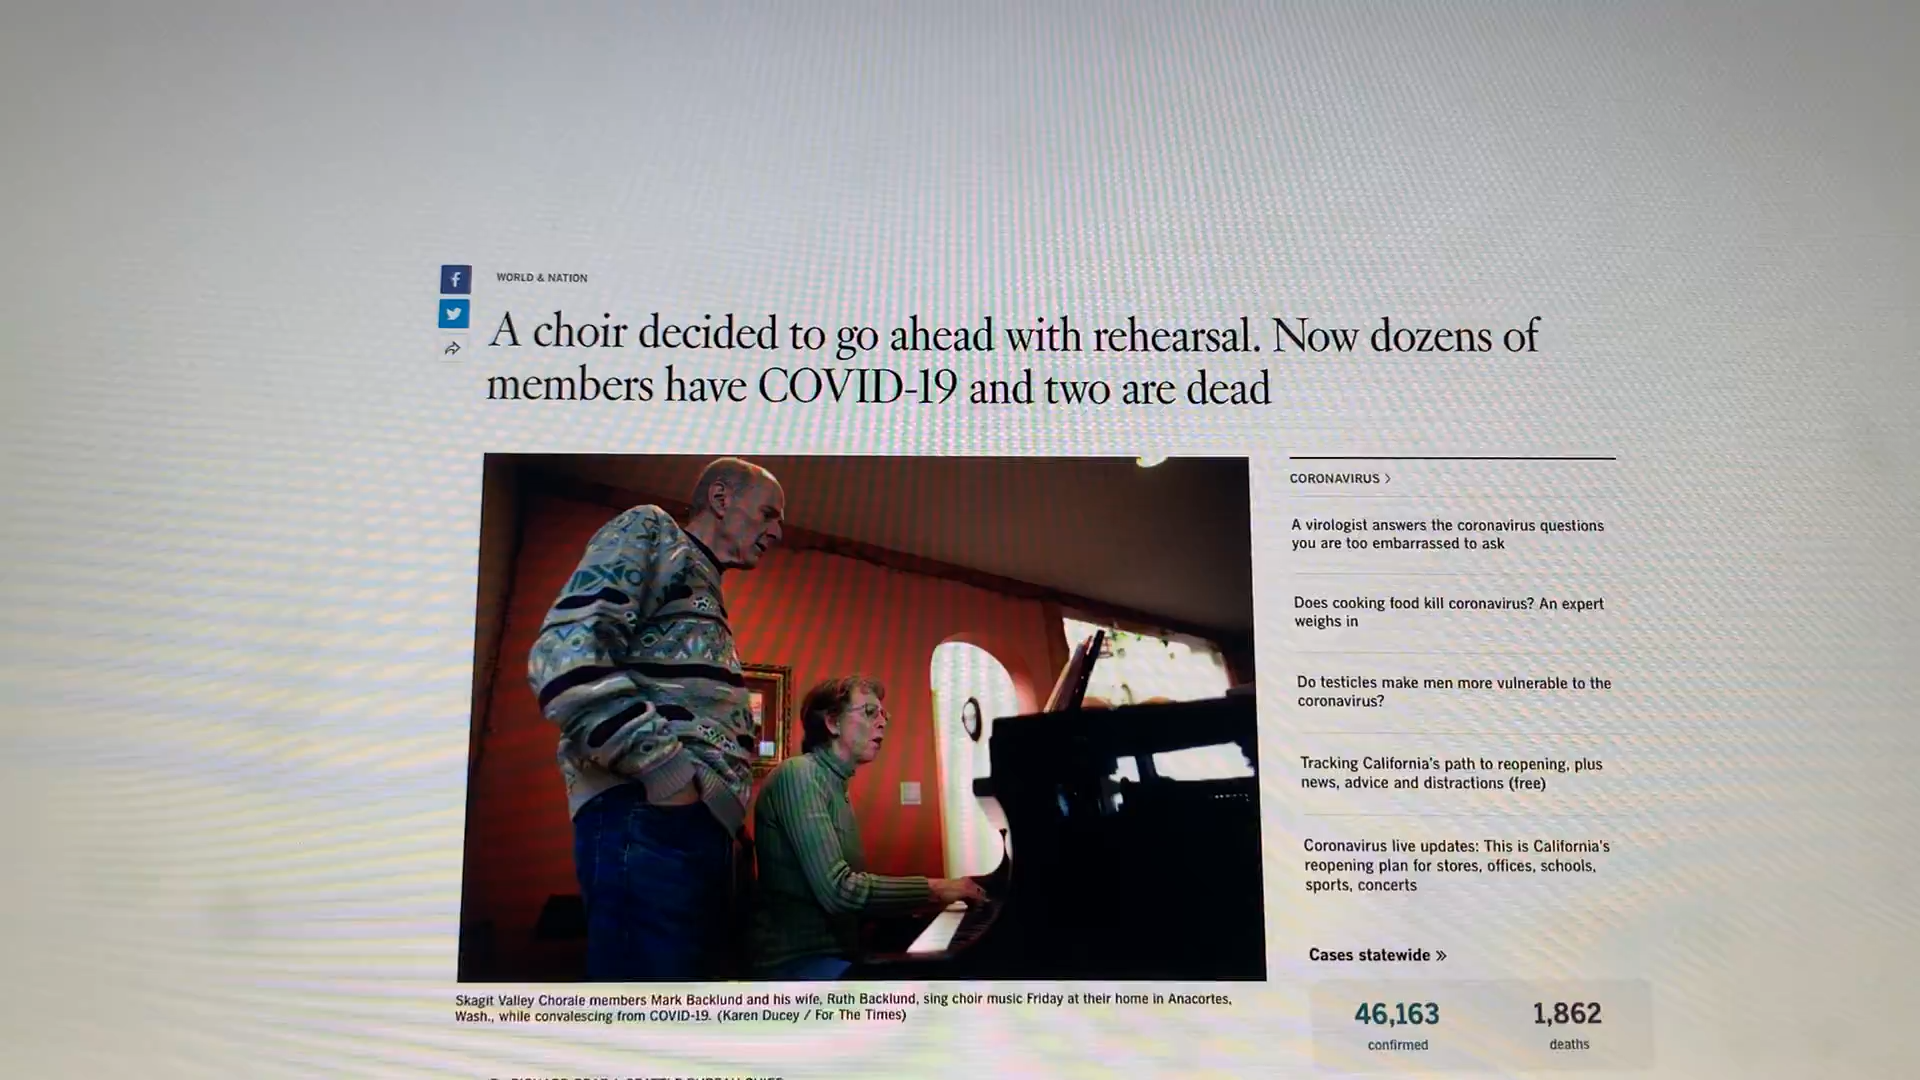 f
WORLD & NATION
A choir decided to go ahead with rehearsal. Now dozens of
members have COVID-19 and two are dead
CORONAVIRUS >
A virologist answers the coronavirus questions
you are too embarrassed to ask
Does cooking food kill coronavirus? An expert
weighs in
Do testicles make men more vulnerable to the
coronavirus?
Tracking California's path to reopening, plus
news, advice and distractions (free)
Coronavirus live updates: This is California's
reopening plan for stores, offices, schools,
sports, concerts
Cases statewide »
46,163 1,862
confirmed deaths
Skagit Valley Chorale members Mark Backlund and his wife, Ruth Backlund, sing choir music Friday at their home in Anacortes,
Wash., while convalescing from COVID-19. (Karen Ducey / For The Times)